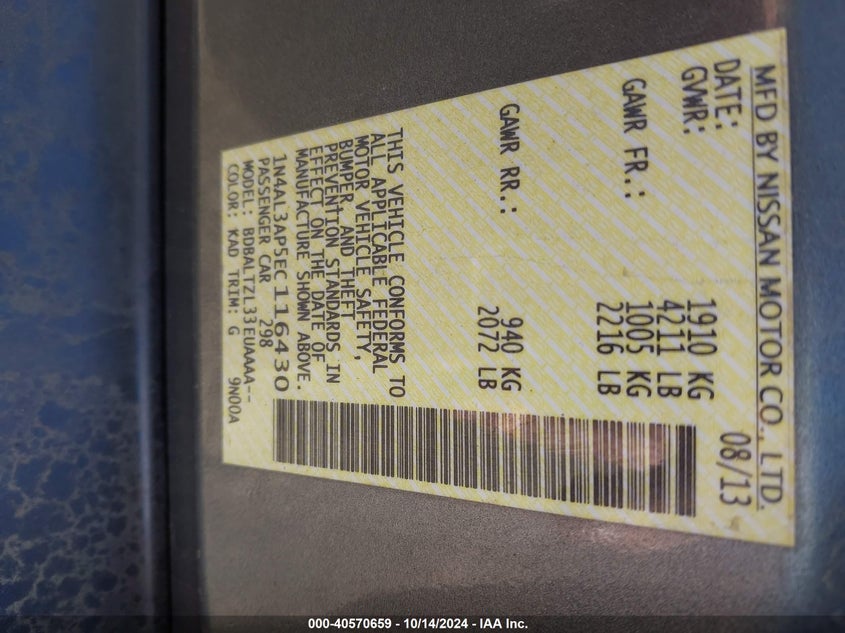 MFD BY NISSAN MOTOR CO., LTD.
DATE: 08/13
GVWR: 1910 KG
4211 LB
GAWR FR.: 1005 KG
2216 LB
GAWR RR.: 940 KG
2072 LB
THIS VEHICLE CONFORMS TO
ALL APPLICABLE FEDERAL
MOTOR VEHICLE SAFETY,
BUMPER, AND THEFT
PREVENTION STANDARDS IN
EFFECT ON THE DATE OF
MANUFACTURE SHOWN ABOVE.
1N4AL3AP5EC116430
PASSENGER CAR 298
MODEL: BDBALTZL33EUAAAA-- 9N00A
COLOR: KAD TRIM: G
000-40570659 - 10/14/2024 - IAA Inc.